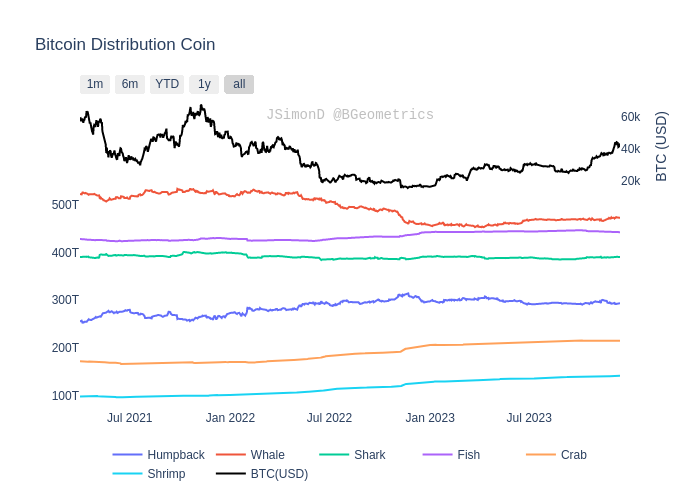 Bitcoin Distribution Coin
1m 6m YTD 1y all
JSimonD @BGeometrics
60k
40k
20k
BTC (USD)
500T
400T
300T
200T
100T
Jul 2021 Jan 2022 Jul 2022 Jan 2023 Jul 2023
Humpback Whale Shark Fish Crab
Shrimp BTC(USD)